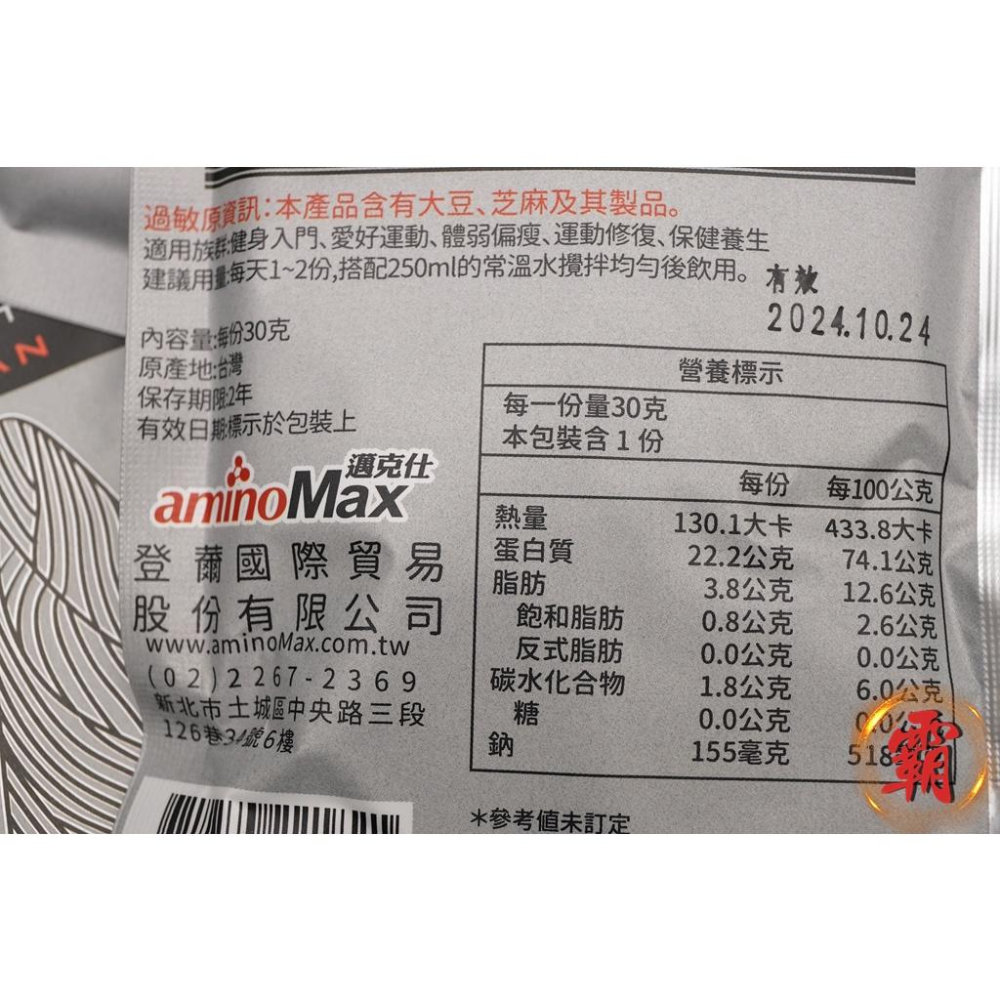 過敏原資訊:本產品含有大豆、芝麻及其製品。
適用族群:健身入門、愛好運動、體弱偏瘦、運動修復、保健養生
建議用量:每天1~2份,搭配250ml的常溫水攪拌均勻後飲用。
有效
2024.10.24
內容量:每份30克
原產地:台灣
保存期限:2年
有效日期:標示於包裝上
邁克仕
aminoMax
登薾國際貿易
股份有限公司
www.aminoMax.com.tw
(02)2267-2369
新北市土城區中央路三段
126巷34號6樓
營養標示
每一份量30克
本包裝含 1 份
每份 每100公克
熱量 130.1大卡 433.8大卡
蛋白質 22.2公克 74.1公克
脂肪 3.8公克 12.6公克
飽和脂肪 0.8公克 2.6公克
反式脂肪 0.0公克 0.0公克
碳水化合物 1.8公克 6.0公克
糖 0.0公克
鈉 155毫克 518
*參考值未訂定
霸